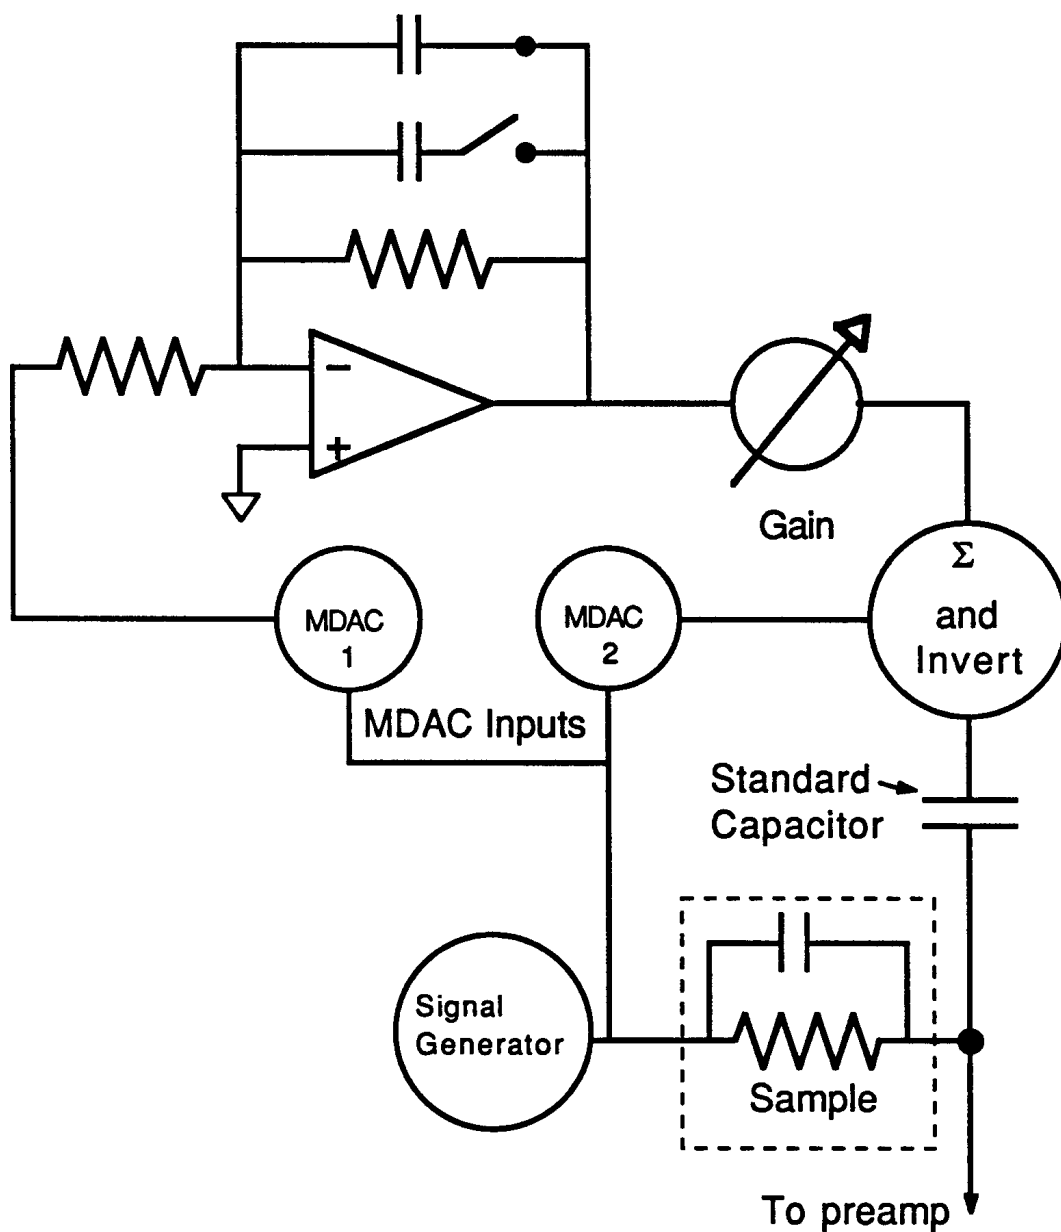 −
+
Gain
Σ
and
Invert
MDAC
1
MDAC
2
MDAC Inputs
Standard
Capacitor
Signal
Generator
Sample
To preamp